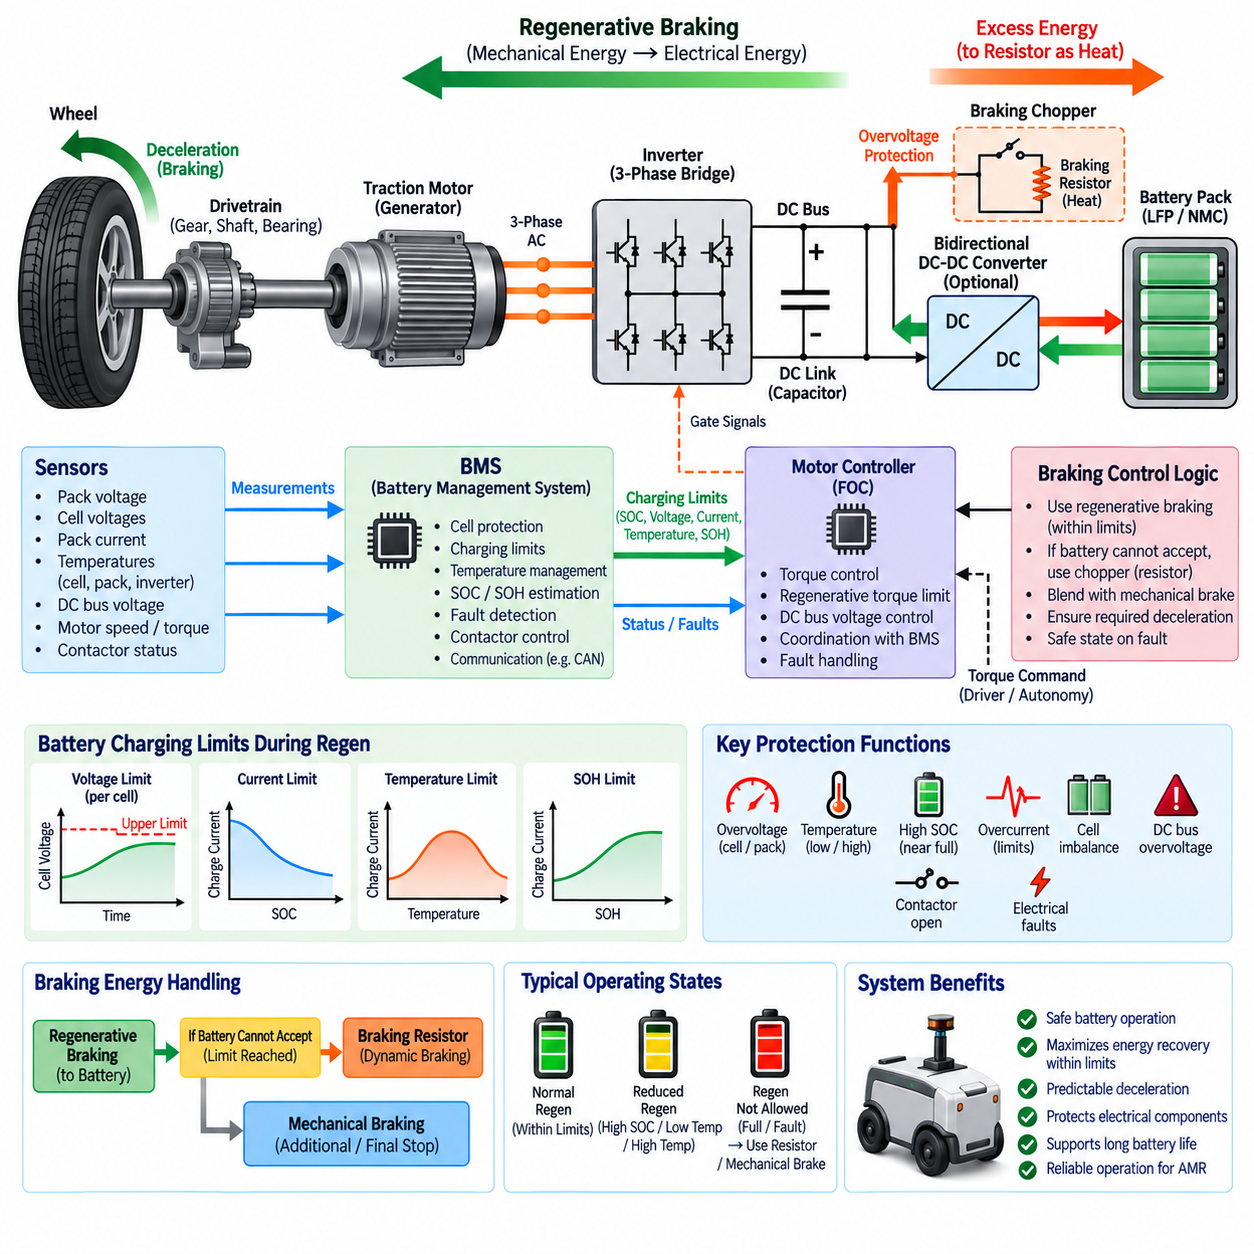 Regenerative Braking
(Mechanical Energy → Electrical Energy)
Excess Energy
(to Resistor as Heat)
Wheel
Deceleration
(Braking)
Drivetrain
(Gear, Shaft, Bearing)
Traction Motor
(Generator)
3-Phase
AC
Inverter
(3-Phase Bridge)
DC Bus
+
−
DC Link
(Capacitor)
Overvoltage
Protection
Braking Chopper
Braking
Resistor
(Heat)
Bidirectional
DC-DC Converter
(Optional)
DC
DC
Battery Pack
(LFP / NMC)
Gate Signals
Sensors
• Pack voltage
• Cell voltages
• Pack current
• Temperatures
(cell, pack, inverter)
• DC bus voltage
• Motor speed / torque
• Contactor status
Measurements
BMS
(Battery Management System)
• Cell protection
• Charging limits
• Temperature management
• SOC / SOH estimation
• Fault detection
• Contactor control
• Communication (e.g. CAN)
Charging Limits
(SOC, Voltage, Current,
Temperature, SOH)
Status / Faults
Motor Controller
(FOC)
• Torque control
• Regenerative torque limit
• DC bus voltage control
• Coordination with BMS
• Fault handling
Braking Control Logic
• Use regenerative braking
(within limits)
• If battery cannot accept,
use chopper (resistor)
• Blend with mechanical brake
• Ensure required deceleration
• Safe state on fault
Torque Command
(Driver / Autonomy)
Battery Charging Limits During Regen
Voltage Limit
(per cell)
Upper Limit
Cell Voltage
Time
Current Limit
Charge Current
SOC
Temperature Limit
Charge Current
Temperature
SOH Limit
Charge Current
SOH
Key Protection Functions
Overvoltage
(cell / pack)
Temperature
(low / high)
High SOC
(near full)
Overcurrent
(limits)
Cell
imbalance
DC bus
overvoltage
Contactor
open
Electrical
faults
Braking Energy Handling
Regenerative
Braking
(to Battery)
If Battery Cannot Accept
(Limit Reached)
Braking Resistor
(Dynamic Braking)
Mechanical Braking
(Additional / Final Stop)
Typical Operating States
Normal
Regen
(Within Limits)
Reduced
Regen
(High SOC / Low Temp
/ High Temp)
Regen
Not Allowed
(Full / Fault)
→ Use Resistor
/ Mechanical Brake
System Benefits
Safe battery operation
Maximizes energy recovery
within limits
Predictable deceleration
Protects electrical components
Supports long battery life
Reliable operation for AMR